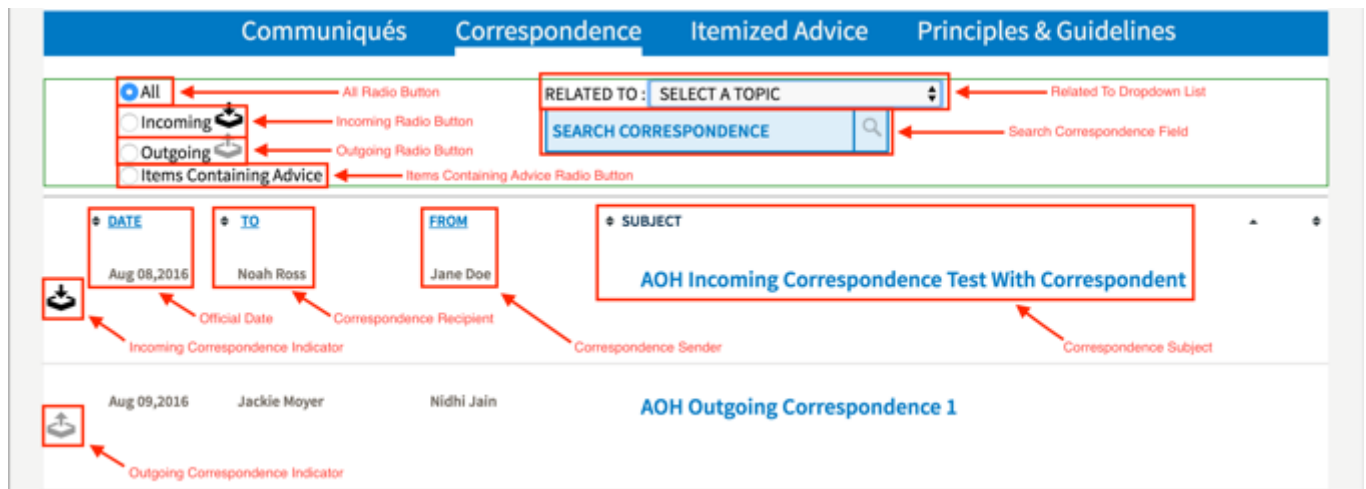 Communiqués Correspondence Itemized Advice Principles & Guidelines
All All Radio Button RELATED TO : SELECT A TOPIC Related To Dropdown List
Incoming Incoming Radio Button SEARCH CORRESPONDENCE Search Correspondence Field
Outgoing Outgoing Radio Button
Items Containing Advice Items Containing Advice Radio Button
DATE TO FROM SUBJECT
Aug 08,2016 Noah Ross Jane Doe AOH Incoming Correspondence Test With Correspondent
Official Date Correspondence Recipient
Incoming Correspondence Indicator Correspondence Sender Correspondence Subject
Aug 09,2016 Jackie Moyer Nidhi Jain AOH Outgoing Correspondence 1
Outgoing Correspondence Indicator